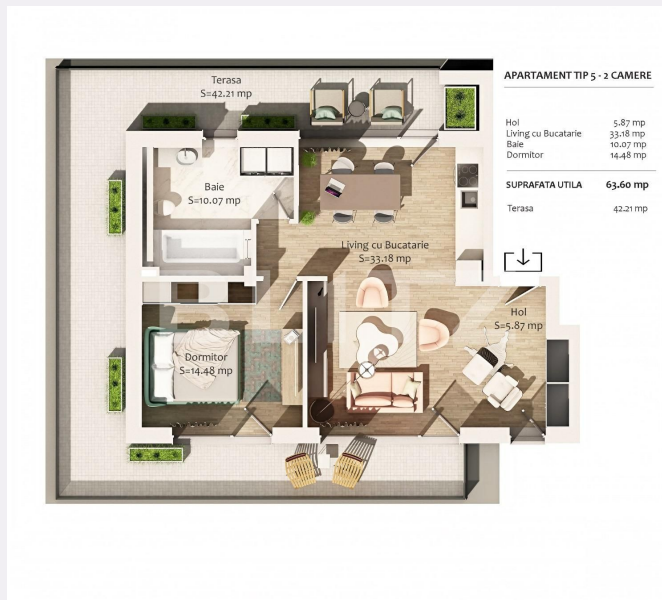 Terasa
S=42.21 mp
APARTAMENT TIP 5 - 2 CAMERE
Hol 5.87 mp
Living cu Bucatarie 33.18 mp
Baie 10.07 mp
Dormitor 14.48 mp
SUPRAFATA UTILA 63.60 mp
Terasa 42.21 mp
Baie
S=10.07 mp
Living cu Bucatarie
S=33.18 mp
Hol
S=5.87 mp
Dormitor
S=14.48 mp
BLITZ